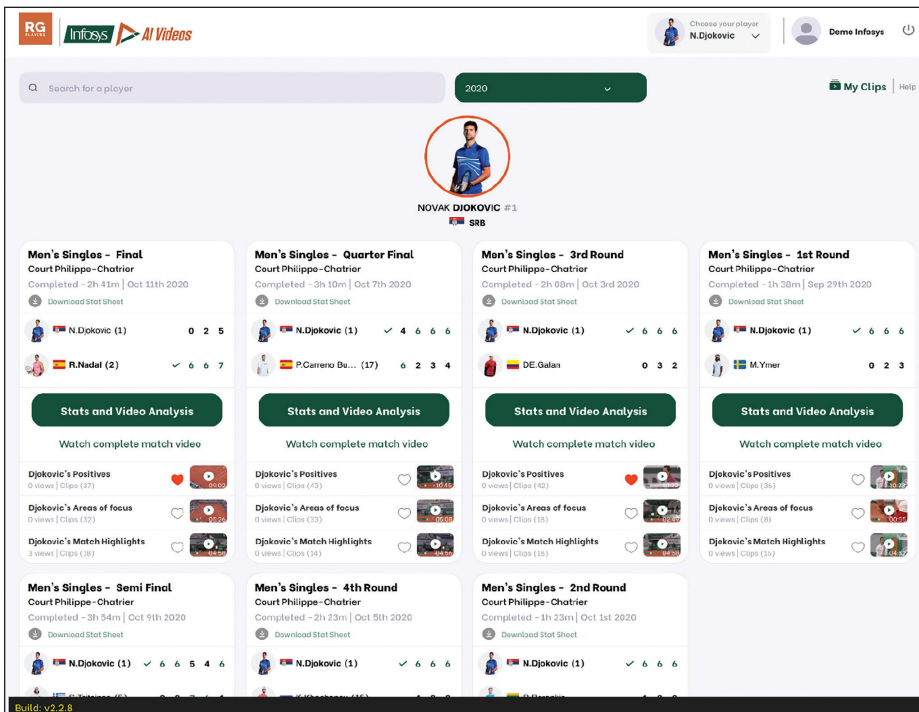 RG
PLAYERS
Infosys AI Videos
Choose your player
N.Djokovic
Demo Infosys
Search for a player
2020
My Clips
Help
NOVAK DJOKOVIC #1
SRB
Men's Singles - Final
Court Philippe-Chatrier
Completed - 2h 41m | Oct 11th 2020
Download Stat Sheet
N.Djokovic (1) 0 2 5
R.Nadal (2) 6 6 7
Stats and Video Analysis
Watch complete match video
Djokovic's Positives
0 views | Clips (37)
Djokovic's Areas of focus
0 views | Clips (32)
Djokovic's Match Highlights
3 views | Clips (18)
Men's Singles - Quarter Final
Court Philippe-Chatrier
Completed - 3h 10m | Oct 7th 2020
Download Stat Sheet
N.Djokovic (1) 4 6 6 6
P.Carreno Bu... (17) 6 2 3 4
Stats and Video Analysis
Watch complete match video
Djokovic's Positives
0 views | Clips (43)
Djokovic's Areas of focus
0 views | Clips (33)
Djokovic's Match Highlights
0 views | Clips (14)
Men's Singles - 3rd Round
Court Philippe-Chatrier
Completed - 2h 08m | Oct 3rd 2020
Download Stat Sheet
N.Djokovic (1) 6 6 6
DE.Galan 0 3 2
Stats and Video Analysis
Watch complete match video
Djokovic's Positives
0 views | Clips (42)
Djokovic's Areas of focus
0 views | Clips (15)
Djokovic's Match Highlights
0 views | Clips (15)
Men's Singles - 1st Round
Court Philippe-Chatrier
Completed - 1h 38m | Sep 29th 2020
Download Stat Sheet
N.Djokovic (1) 6 6 6
M.Ymer 0 2 3
Stats and Video Analysis
Watch complete match video
Djokovic's Positives
0 views | Clips (36)
Djokovic's Areas of focus
0 views | Clips (8)
Djokovic's Match Highlights
0 views | Clips (15)
Men's Singles - Semi Final
Court Philippe-Chatrier
Completed - 3h 54m | Oct 9th 2020
Download Stat Sheet
N.Djokovic (1) 6 6 5 4 6
Men's Singles - 4th Round
Court Philippe-Chatrier
Completed - 2h 23m | Oct 5th 2020
Download Stat Sheet
N.Djokovic (1) 6 6 6
Men's Singles - 2nd Round
Court Philippe-Chatrier
Completed - 1h 23m | Oct 1st 2020
Download Stat Sheet
N.Djokovic (1) 6 6 6
Build: v2.2.8